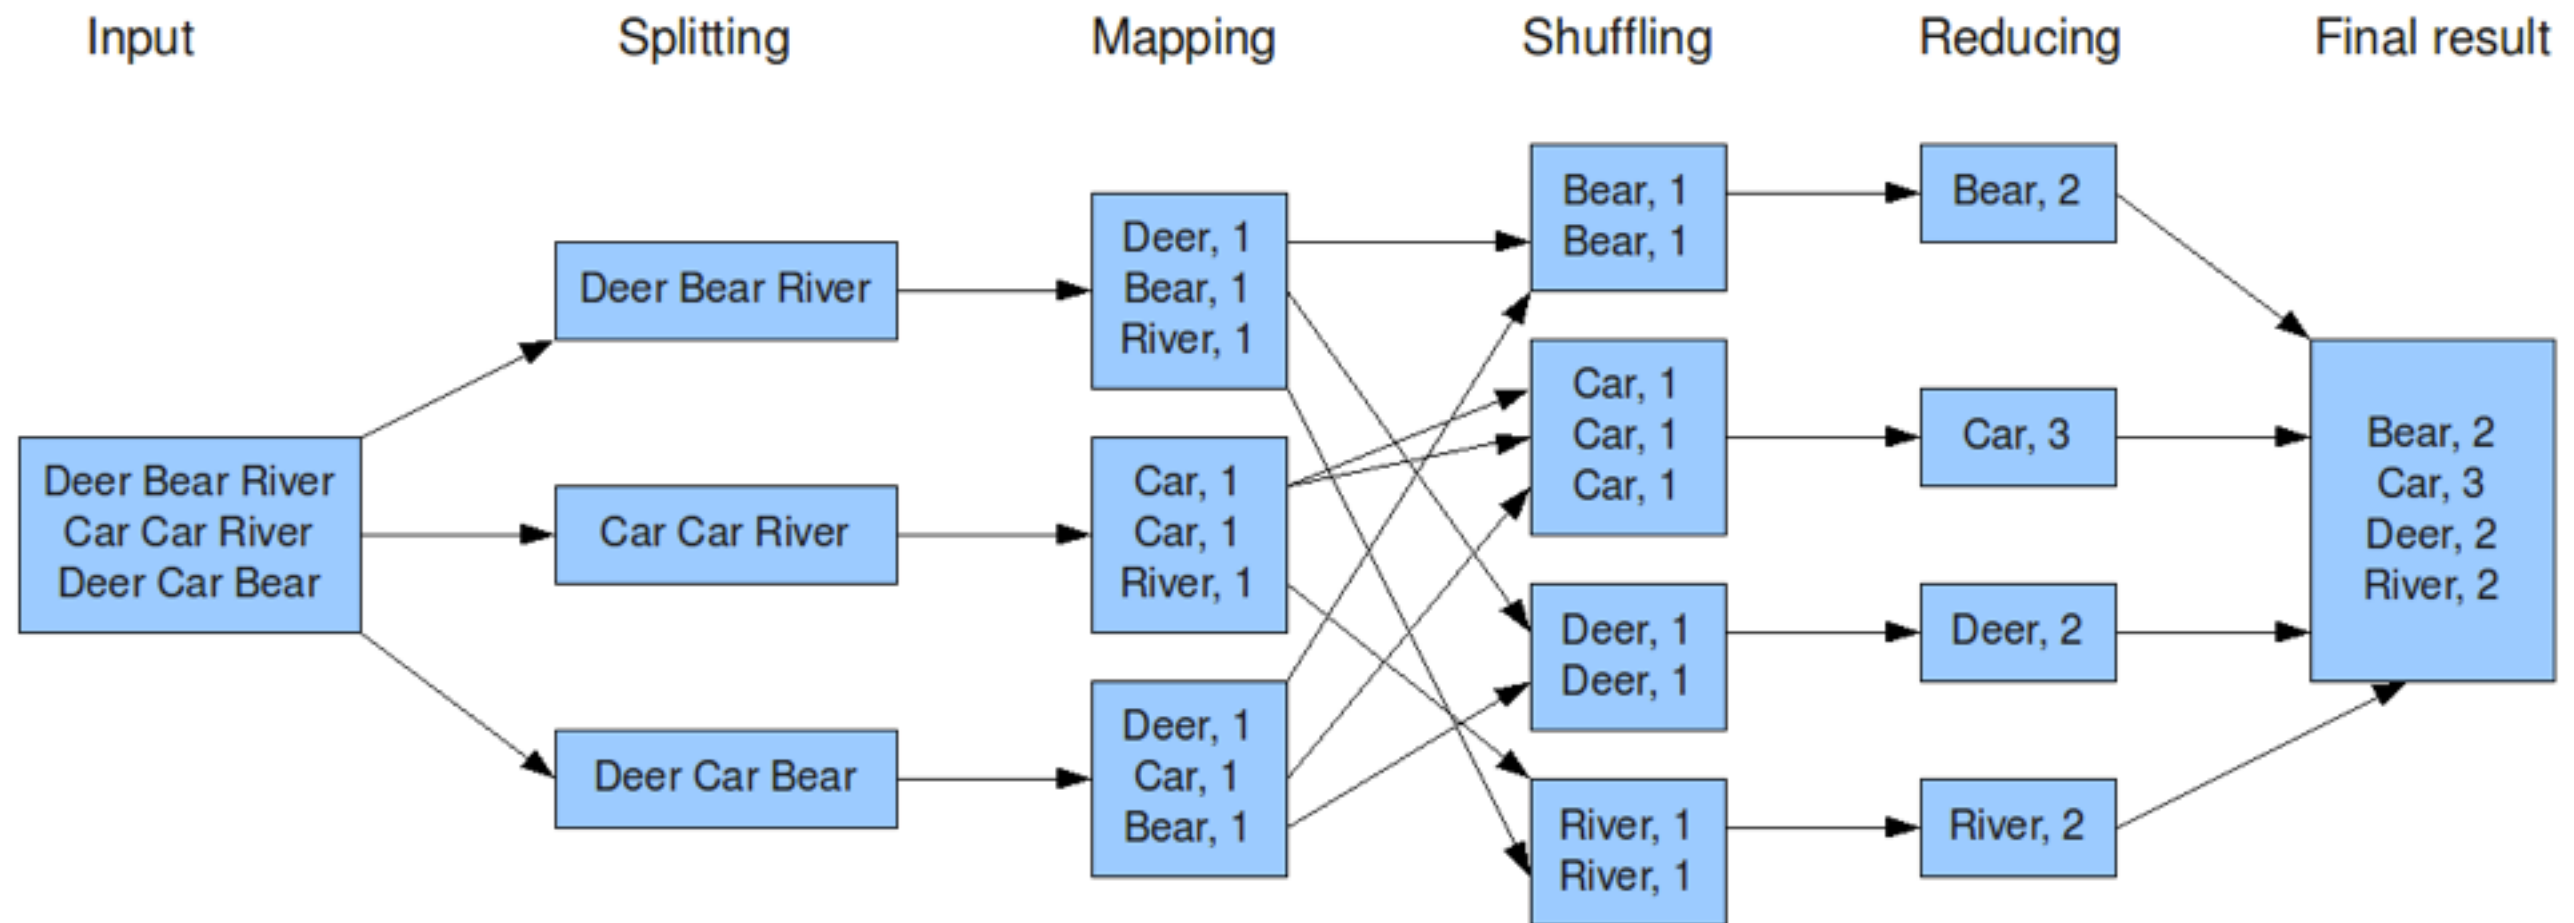 Input
Splitting
Mapping
Shuffling
Reducing
Final result
Deer Bear River
Car Car River
Deer Car Bear
Deer Bear River
Car Car River
Deer Car Bear
Deer, 1
Bear, 1
River, 1
Car, 1
Car, 1
River, 1
Deer, 1
Car, 1
Bear, 1
Bear, 1
Bear, 1
Car, 1
Car, 1
Car, 1
Deer, 1
Deer, 1
River, 1
River, 1
Bear, 2
Car, 3
Deer, 2
River, 2
Bear, 2
Car, 3
Deer, 2
River, 2